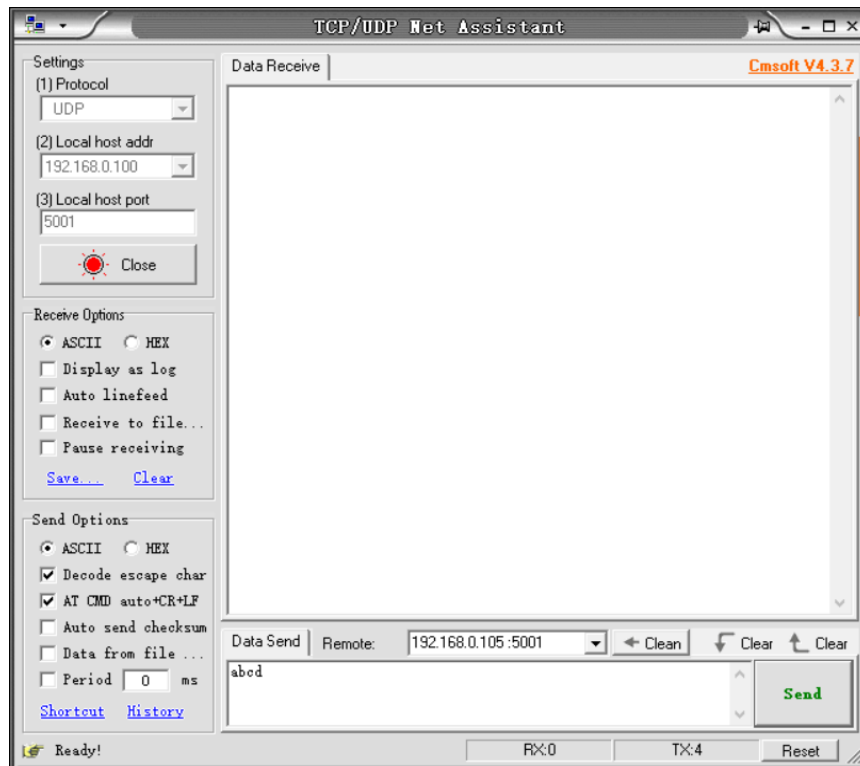 TCP/UDP Net Assistant
Settings
(1) Protocol
UDP
(2) Local host addr
192.168.0.100
(3) Local host port
5001
Close
Receive Options
ASCII HEX
Display as log
Auto linefeed
Receive to file...
Pause receiving
Save... Clear
Send Options
ASCII HEX
Decode escape char
AT CMD auto+CR+LF
Auto send checksum
Data from file ...
Period 0 ms
Shortcut History
Data Receive
Cmsoft V4.3.7
Data Send Remote: 192.168.0.105 :5001 Clean Clear Clear
abcd
Send
Ready! RX:0 TX:4 Reset